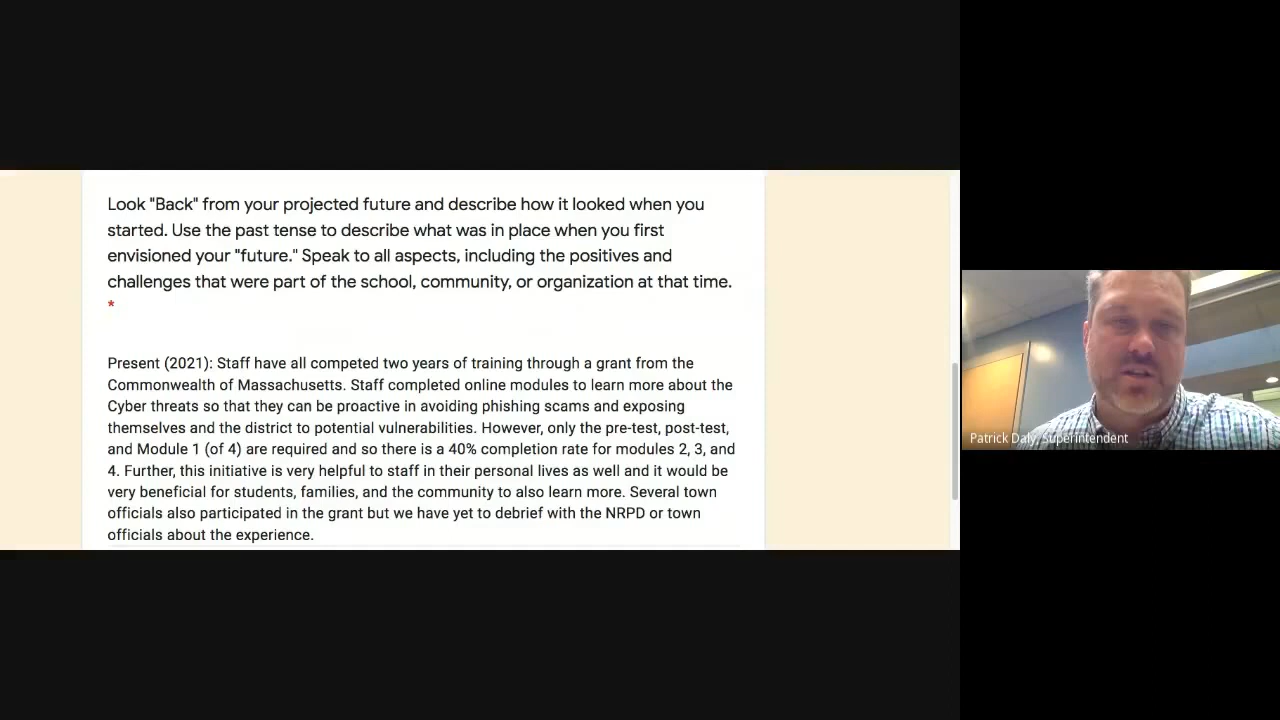 Look "Back" from your projected future and describe how it looked when you
started. Use the past tense to describe what was in place when you first
envisioned your "future." Speak to all aspects, including the positives and
challenges that were part of the school, community, or organization at that time.
*
Present (2021): Staff have all competed two years of training through a grant from the
Commonwealth of Massachusetts. Staff completed online modules to learn more about the
Cyber threats so that they can be proactive in avoiding phishing scams and exposing
themselves and the district to potential vulnerabilities. However, only the pre-test, post-test,
and Module 1 (of 4) are required and so there is a 40% completion rate for modules 2, 3, and
4. Further, this initiative is very helpful to staff in their personal lives as well and it would be
very beneficial for students, families, and the community to also learn more. Several town
officials also participated in the grant but we have yet to debrief with the NRPD or town
officials about the experience.
Patrick Daly, Superintendent